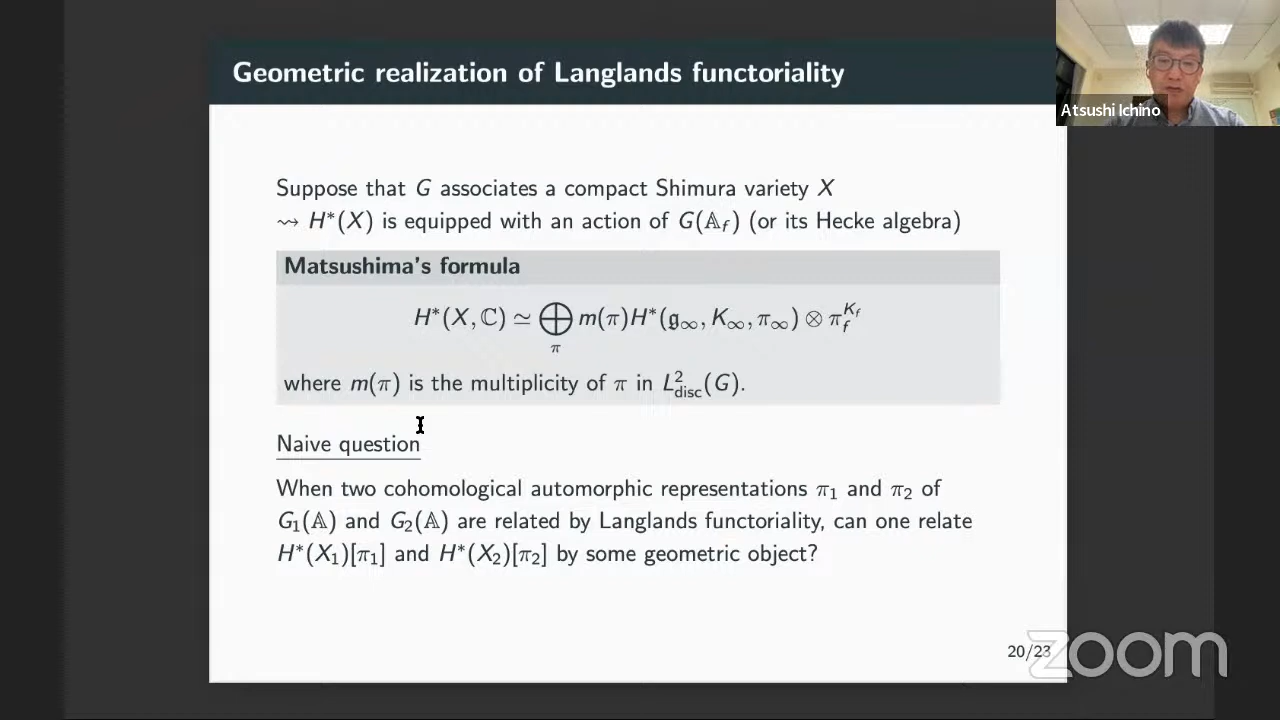 Geometric realization of Langlands functoriality
Atsushi Ichino
Suppose that G associates a compact Shimura variety X
⇝ H*(X) is equipped with an action of G(𝔸_f) (or its Hecke algebra)
Matsushima's formula
H*(X, ℂ) ≃ ⨁_π m(π)H*(𝔤_∞, K_∞, π_∞) ⊗ π_f^{K_f}
where m(π) is the multiplicity of π in L²_disc(G).
Naive question
When two cohomological automorphic representations π₁ and π₂ of
G₁(𝔸) and G₂(𝔸) are related by Langlands functoriality, can one relate
H*(X₁)[π₁] and H*(X₂)[π₂] by some geometric object?
20/23
zoom